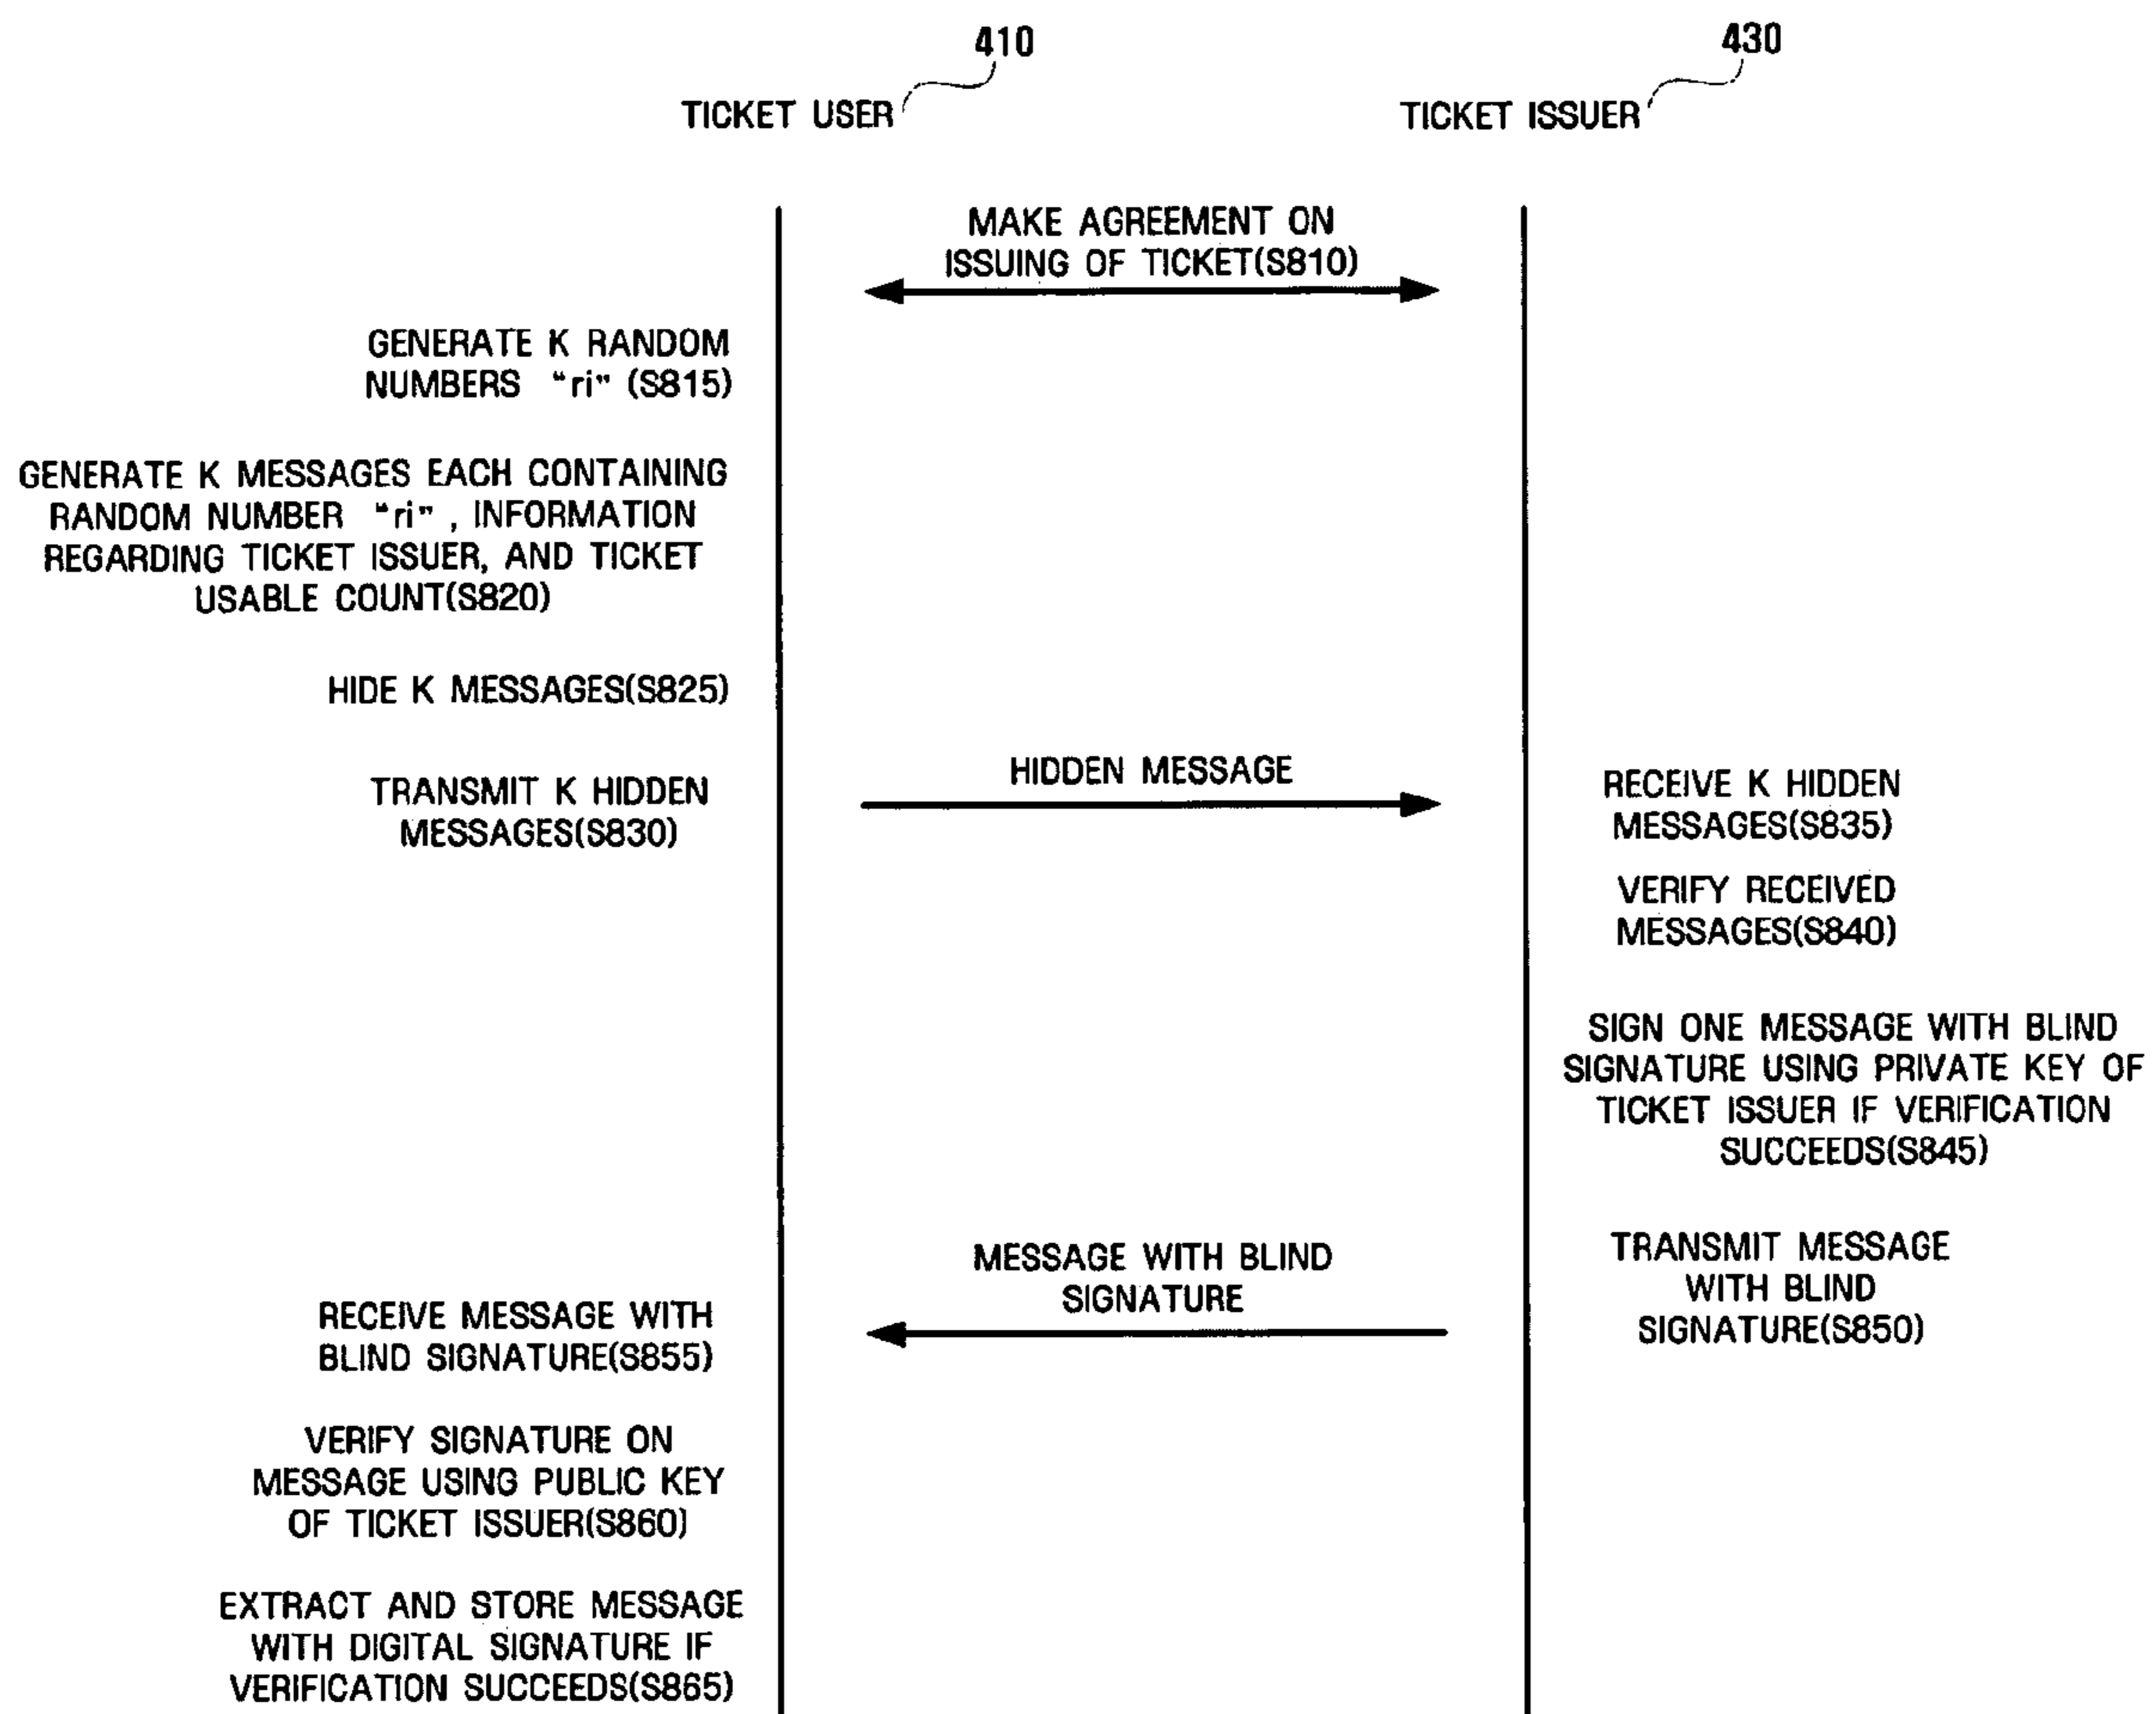 410
430
TICKET USER
TICKET ISSUER
MAKE AGREEMENT ON
ISSUING OF TICKET(S810)
GENERATE K RANDOM
NUMBERS "ri" (S815)
GENERATE K MESSAGES EACH CONTAINING
RANDOM NUMBER "ri" , INFORMATION
REGARDING TICKET ISSUER, AND TICKET
USABLE COUNT(S820)
HIDE K MESSAGES(S825)
TRANSMIT K HIDDEN
MESSAGES(S830)
HIDDEN MESSAGE
RECEIVE K HIDDEN
MESSAGES(S835)
VERIFY RECEIVED
MESSAGES(S840)
SIGN ONE MESSAGE WITH BLIND
SIGNATURE USING PRIVATE KEY OF
TICKET ISSUER IF VERIFICATION
SUCCEEDS(S845)
TRANSMIT MESSAGE
WITH BLIND
SIGNATURE(S850)
MESSAGE WITH BLIND
SIGNATURE
RECEIVE MESSAGE WITH
BLIND SIGNATURE(S855)
VERIFY SIGNATURE ON
MESSAGE USING PUBLIC KEY
OF TICKET ISSUER(S860)
EXTRACT AND STORE MESSAGE
WITH DIGITAL SIGNATURE IF
VERIFICATION SUCCEEDS(S865)